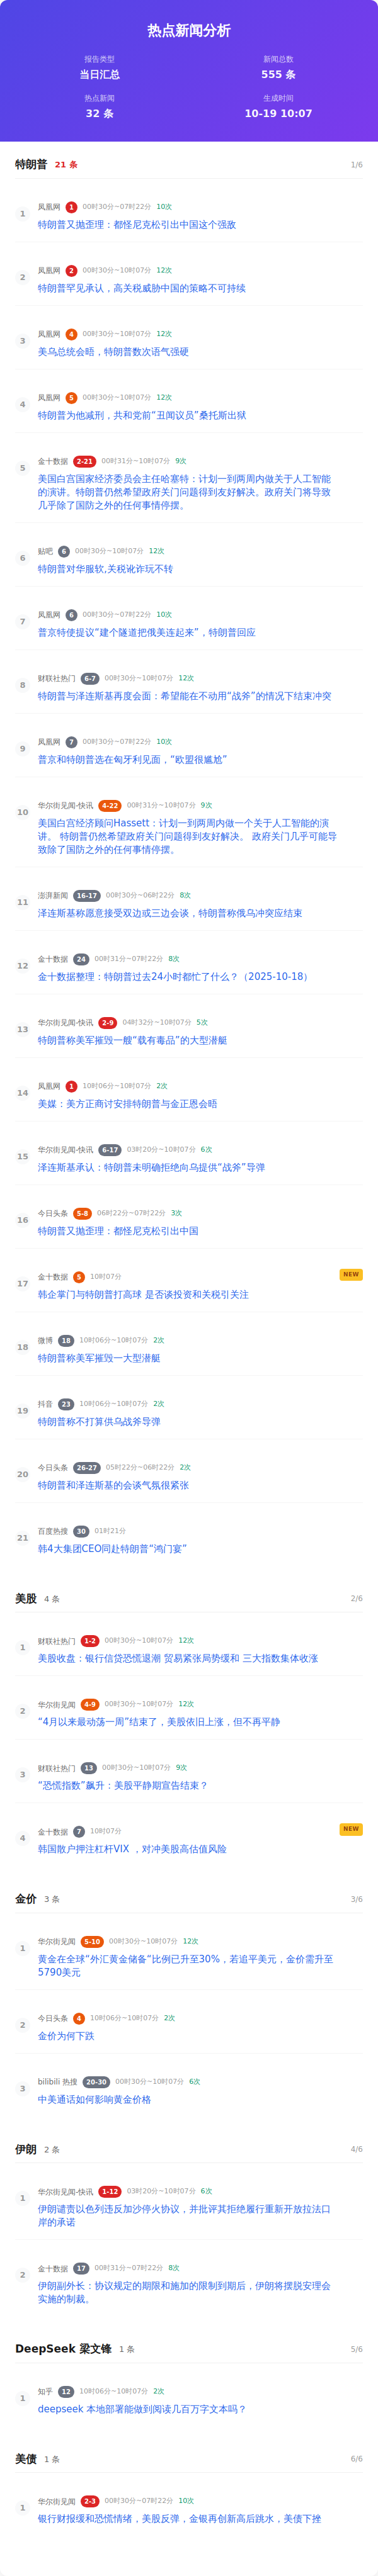 热点新闻分析
报告类型
当日汇总
新闻总数
555 条
热点新闻
32 条
生成时间
10-19 10:07
特朗普 21 条 1/6
1 凤凰网 1 00时30分~07时22分 10次
特朗普又抛歪理：都怪尼克松引出中国这个强敌
2 凤凰网 2 00时30分~10时07分 12次
特朗普罕见承认，高关税威胁中国的策略不可持续
3 凤凰网 4 00时30分~10时07分 12次
美乌总统会晤，特朗普数次语气强硬
4 凤凰网 5 00时30分~10时07分 12次
特朗普为他减刑，共和党前“丑闻议员”桑托斯出狱
5 金十数据 2-21 00时31分~10时07分 9次
美国白宫国家经济委员会主任哈塞特：计划一到两周内做关于人工智能
的演讲。特朗普仍然希望政府关门问题得到友好解决。政府关门将导致
几乎除了国防之外的任何事情停摆。
6 贴吧 6 00时30分~10时07分 12次
特朗普对华服软,关税讹诈玩不转
7 凤凰网 6 00时30分~07时22分 10次
普京特使提议“建个隧道把俄美连起来”，特朗普回应
8 财联社热门 6-7 00时30分~10时07分 12次
特朗普与泽连斯基再度会面：希望能在不动用“战斧”的情况下结束冲突
9 凤凰网 7 00时30分~07时22分 10次
普京和特朗普选在匈牙利见面，“欧盟很尴尬”
10 华尔街见闻-快讯 4-22 00时31分~10时07分 9次
美国白宫经济顾问Hassett：计划一到两周内做一个关于人工智能的演
讲。 特朗普仍然希望政府关门问题得到友好解决。 政府关门几乎可能导
致除了国防之外的任何事情停摆。
11 澎湃新闻 16-17 00时30分~06时22分 8次
泽连斯基称愿意接受双边或三边会谈，特朗普称俄乌冲突应结束
12 金十数据 24 00时31分~07时22分 8次
金十数据整理：特朗普过去24小时都忙了什么？（2025-10-18）
13 华尔街见闻-快讯 2-9 04时32分~10时07分 5次
特朗普称美军摧毁一艘“载有毒品”的大型潜艇
14 凤凰网 1 10时06分~10时07分 2次
美媒：美方正商讨安排特朗普与金正恩会晤
15 华尔街见闻-快讯 6-17 03时20分~10时07分 6次
泽连斯基承认：特朗普未明确拒绝向乌提供“战斧”导弹
16 今日头条 5-8 06时22分~07时22分 3次
特朗普又抛歪理：都怪尼克松引出中国
17 金十数据 5 10时07分 NEW
韩企掌门与特朗普打高球 是否谈投资和关税引关注
18 微博 18 10时06分~10时07分 2次
特朗普称美军摧毁一大型潜艇
19 抖音 23 10时06分~10时07分 2次
特朗普称不打算供乌战斧导弹
20 今日头条 26-27 05时22分~06时22分 2次
特朗普和泽连斯基的会谈气氛很紧张
21 百度热搜 30 01时21分
韩4大集团CEO同赴特朗普“鸿门宴”
美股 4 条 2/6
1 财联社热门 1-2 00时30分~10时07分 12次
美股收盘：银行信贷恐慌退潮 贸易紧张局势缓和 三大指数集体收涨
2 华尔街见闻 4-9 00时30分~10时07分 12次
“4月以来最动荡一周”结束了，美股依旧上涨，但不再平静
3 财联社热门 13 00时30分~10时07分 9次
“恐慌指数”飙升：美股平静期宣告结束？
4 金十数据 7 10时07分 NEW
韩国散户押注杠杆VIX ，对冲美股高估值风险
金价 3 条 3/6
1 华尔街见闻 5-10 00时30分~10时07分 12次
黄金在全球“外汇黄金储备“比例已升至30%，若追平美元，金价需升至
5790美元
2 今日头条 4 10时06分~10时07分 2次
金价为何下跌
3 bilibili 热搜 20-30 00时30分~10时07分 6次
中美通话如何影响黄金价格
伊朗 2 条 4/6
1 华尔街见闻-快讯 1-12 03时20分~10时07分 6次
伊朗谴责以色列违反加沙停火协议，并批评其拒绝履行重新开放拉法口
岸的承诺
2 金十数据 17 00时31分~07时22分 8次
伊朗副外长：协议规定的期限和施加的限制到期后，伊朗将摆脱安理会
实施的制裁。
DeepSeek 梁文锋 1 条 5/6
1 知乎 12 10时06分~10时07分 2次
deepseek 本地部署能做到阅读几百万字文本吗？
美债 1 条 6/6
1 华尔街见闻 2-3 00时30分~07时22分 10次
银行财报缓和恐慌情绪，美股反弹，金银再创新高后跳水，美债下挫